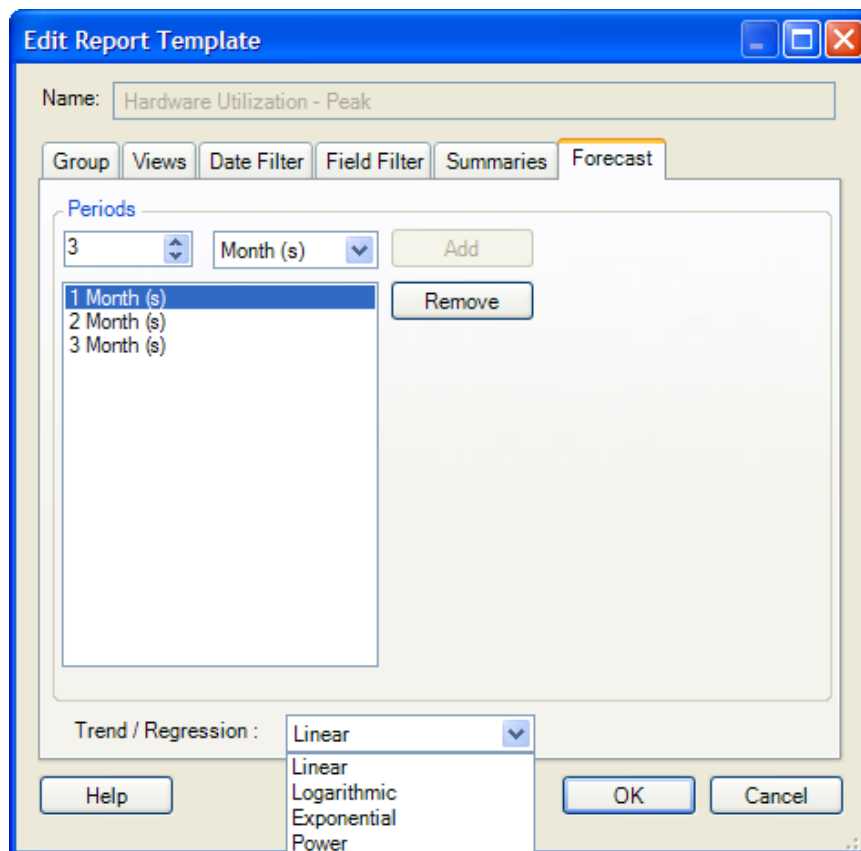 Edit Report Template
Name: Hardware Utilization - Peak
Group Views Date Filter Field Filter Summaries Forecast
Periods
3 Month (s) Add
1 Month (s) Remove
2 Month (s)
3 Month (s)
Trend / Regression : Linear
Linear
Logarithmic
Exponential
Power
Help OK Cancel